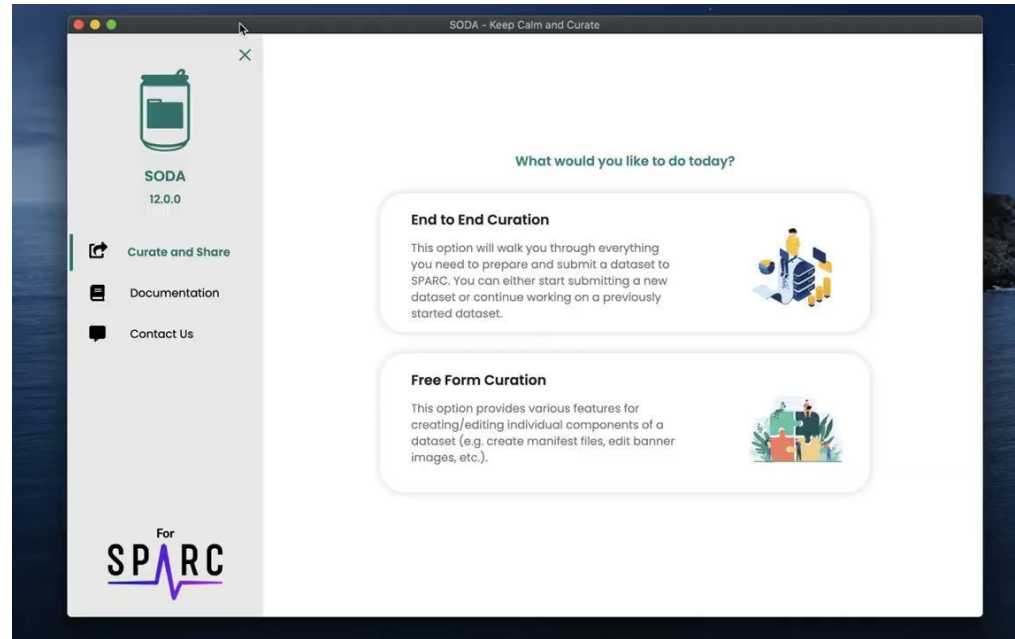 SODA - Keep Calm and Curate
SODA
12.0.0
Curate and Share
Documentation
Contact Us
For
SPARC
What would you like to do today?
End to End Curation
This option will walk you through everything
you need to prepare and submit a dataset to
SPARC. You can either start submitting a new
dataset or continue working on a previously
started dataset.
Free Form Curation
This option provides various features for
creating/editing individual components of a
dataset (e.g. create manifest files, edit banner
images, etc.).